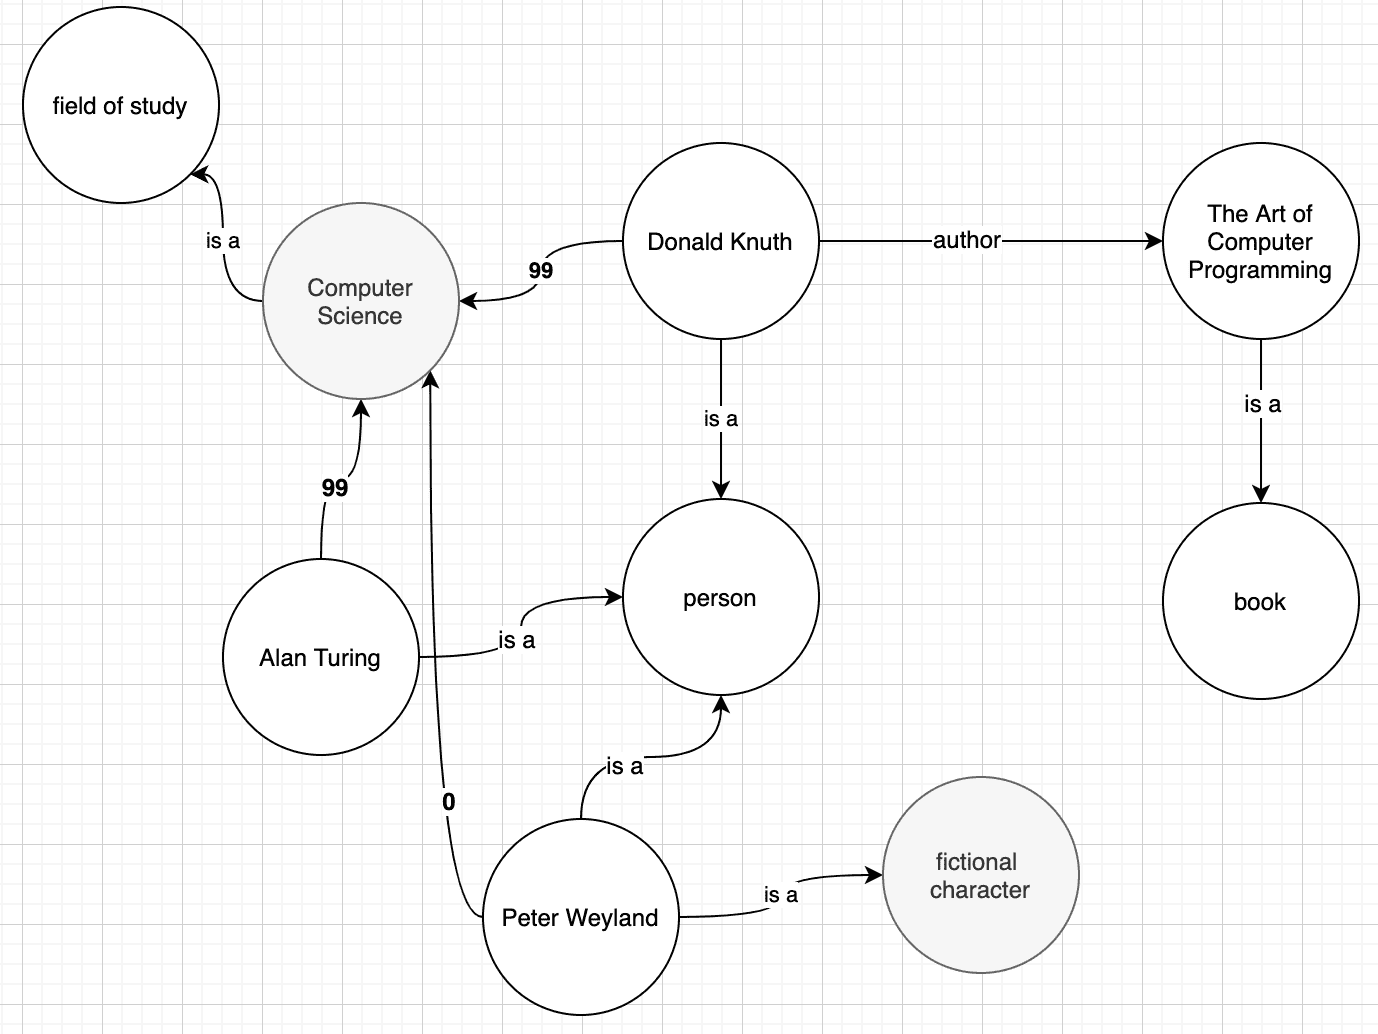 field of study
is a
Computer
Science
99
Donald Knuth
author
The Art of
Computer
Programming
is a
is a
99
Alan Turing
is a
person
book
is a
0
Peter Weyland
is a
fictional
character